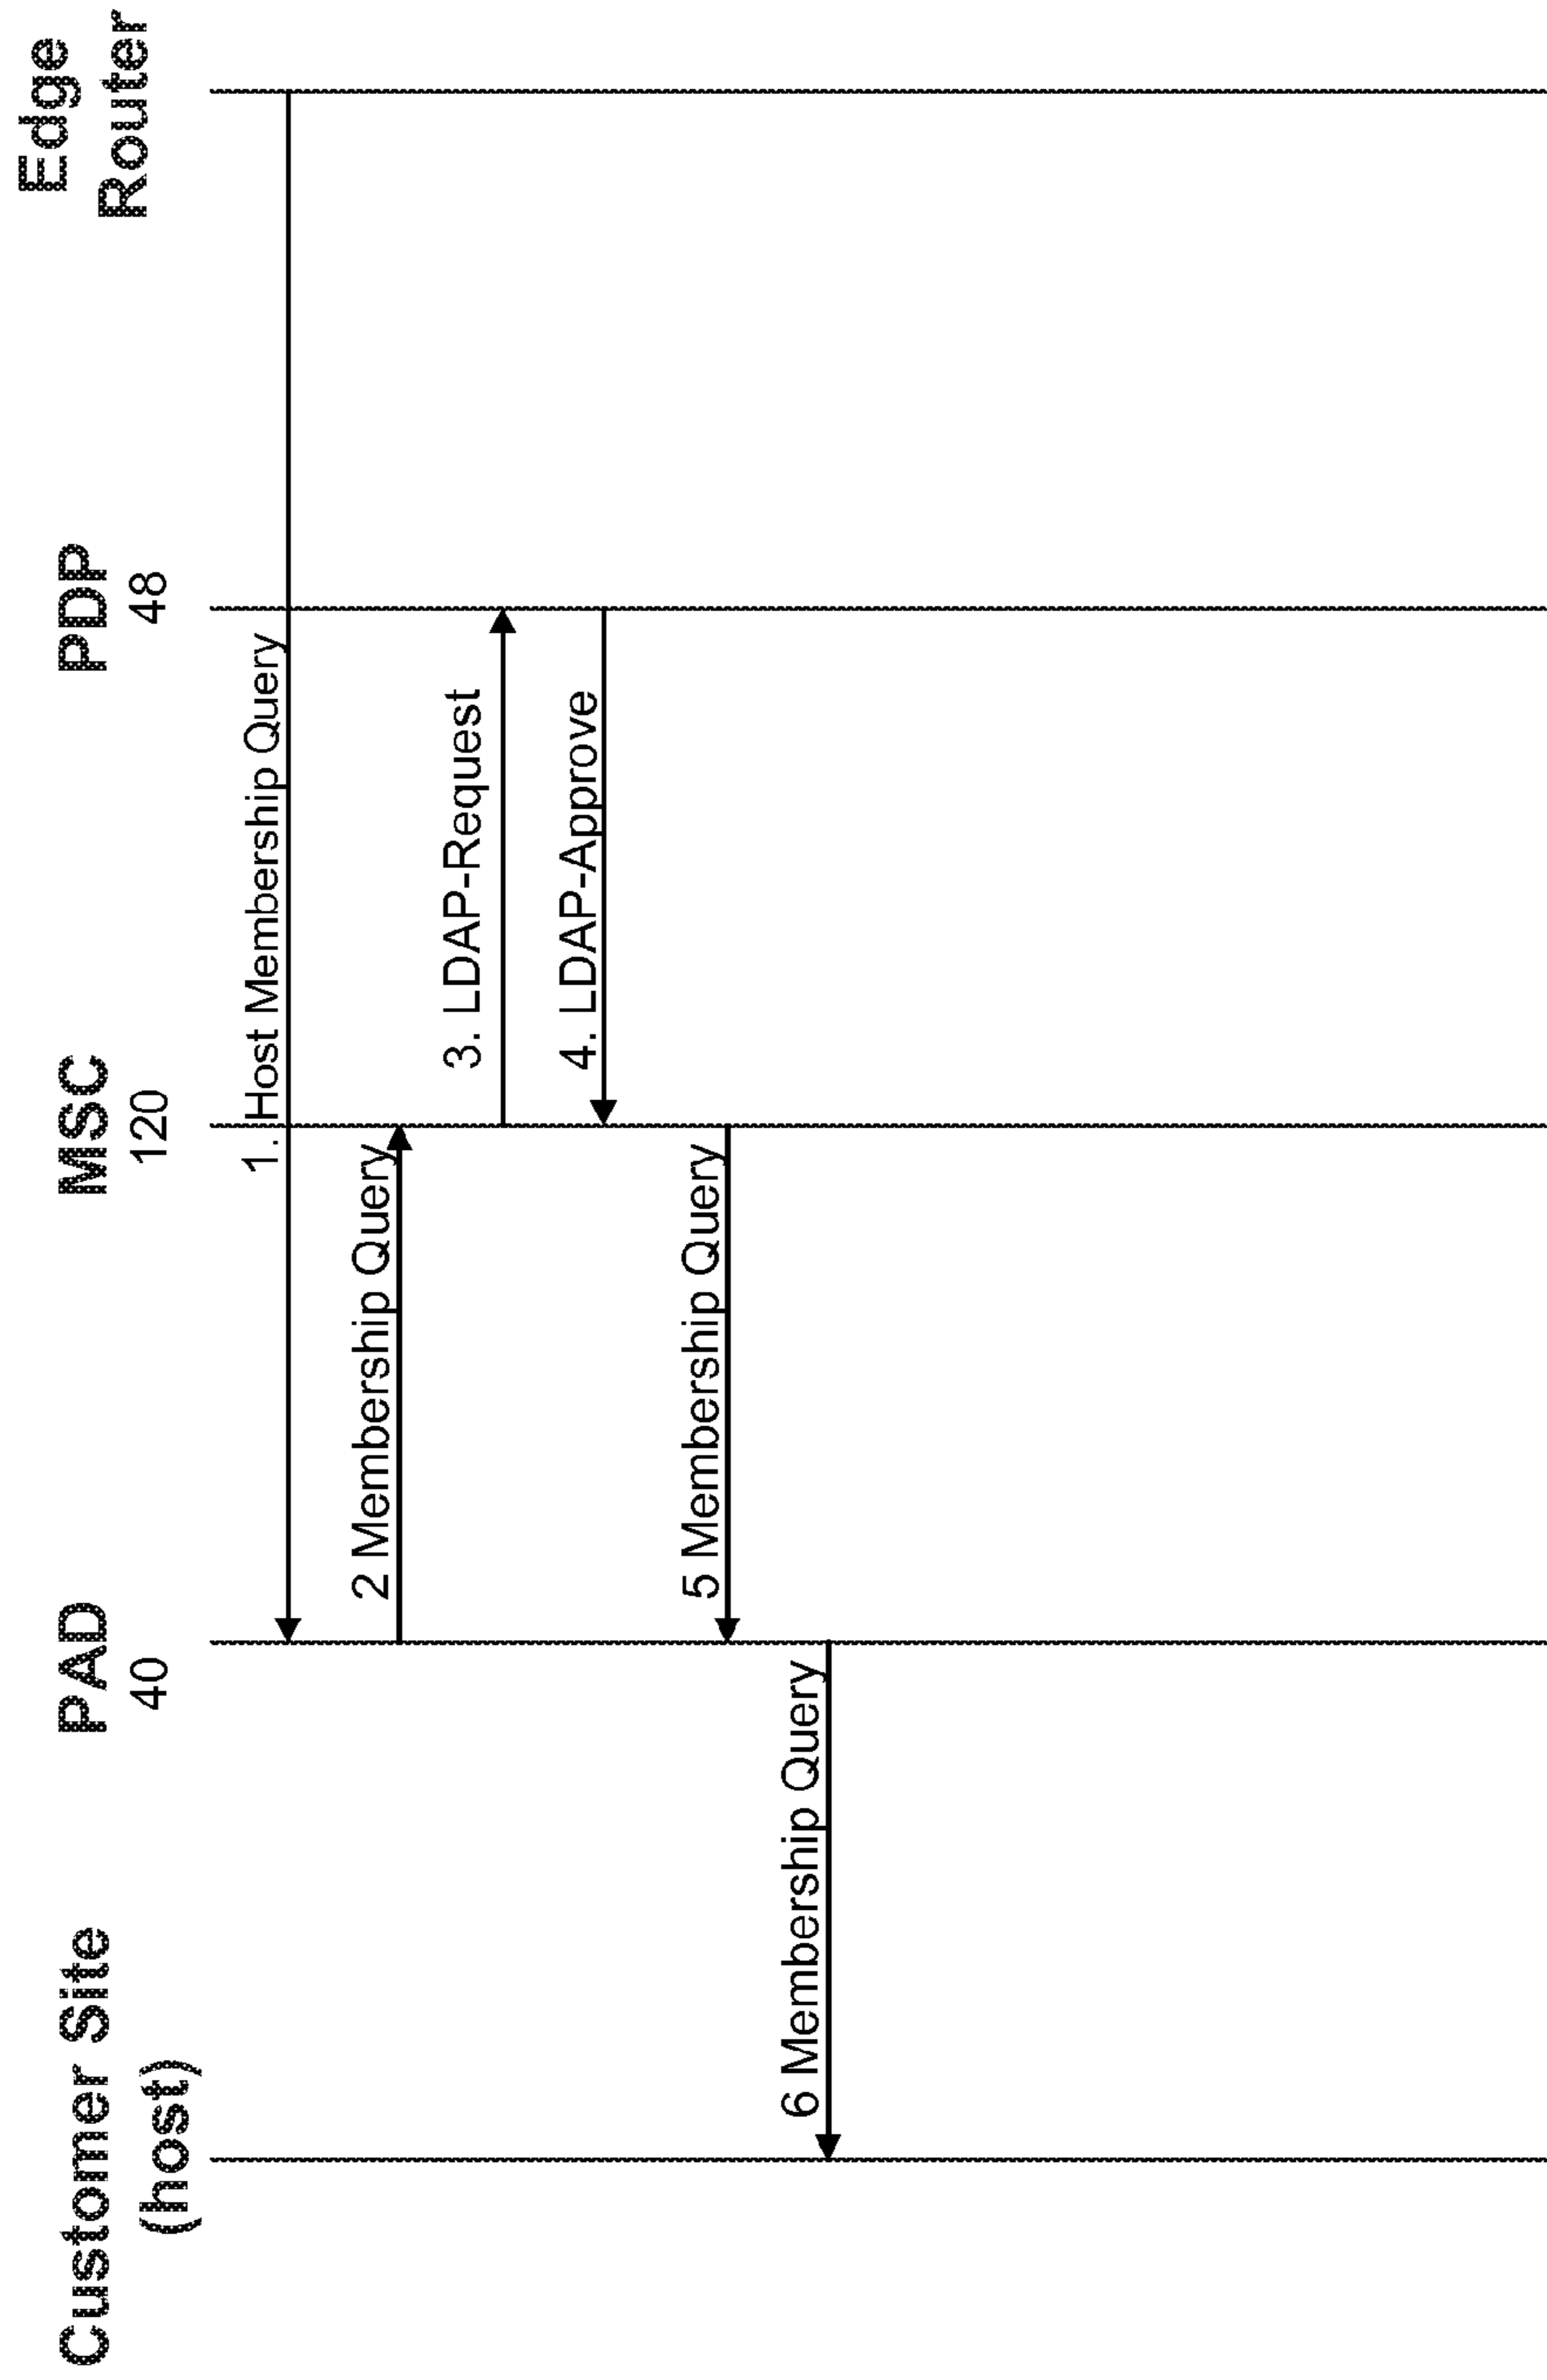 Customer Site
(host)
PAD
40
MSC
120
PDP
48
Edge
Router
1. Host Membership Query
2 Membership Query
3. LDAP-Request
4. LDAP-Approve
5 Membership Query
6 Membership Query